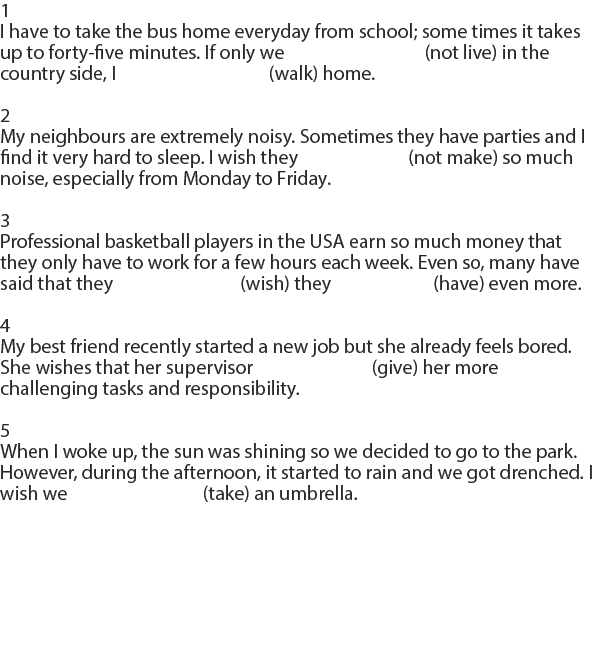 1
I have to take the bus home everyday from school; some times it takes
up to forty-five minutes. If only we (not live) in the
country side, I (walk) home.
2
My neighbours are extremely noisy. Sometimes they have parties and I
find it very hard to sleep. I wish they (not make) so much
noise, especially from Monday to Friday.
3
Professional basketball players in the USA earn so much money that
they only have to work for a few hours each week. Even so, many have
said that they (wish) they (have) even more.
4
My best friend recently started a new job but she already feels bored.
She wishes that her supervisor (give) her more
challenging tasks and responsibility.
5
When I woke up, the sun was shining so we decided to go to the park.
However, during the afternoon, it started to rain and we got drenched. I
wish we (take) an umbrella.